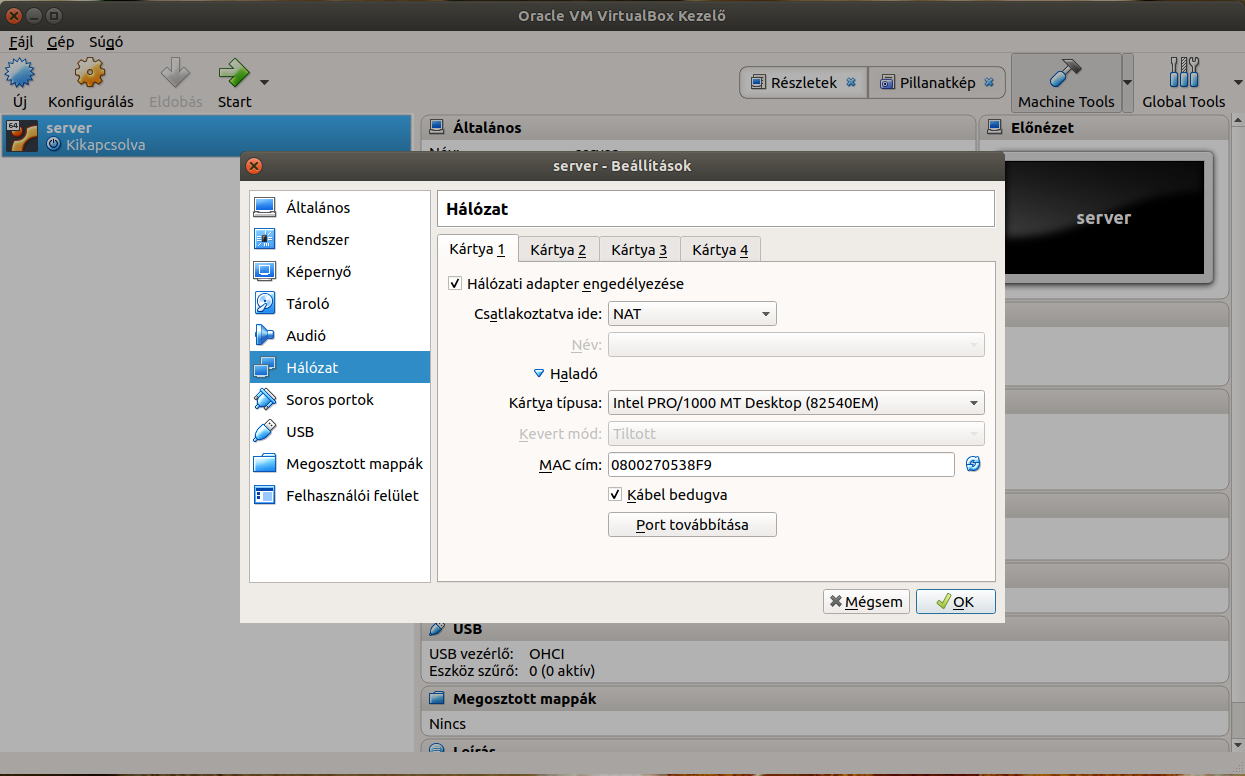 Oracle VM VirtualBox Kezelő
Fájl Gép Súgó
Új Konfigurálás Eldobás Start Részletek Pillanatkép Machine Tools Global Tools
64
server
Kikapcsolva
Általános
Előnézet
server
server - Beállítások
Általános
Rendszer
Képernyő
Tároló
Audió
Hálózat
Soros portok
USB
Megosztott mappák
Felhasználói felület
Hálózat
Kártya 1 Kártya 2 Kártya 3 Kártya 4
Hálózati adapter engedélyezése
Csatlakoztatva ide: NAT
Név:
Haladó
Kártya típusa: Intel PRO/1000 MT Desktop (82540EM)
Kevert mód: Tiltott
MAC cím: 0800270538F9
Kábel bedugva
Port továbbítása
Mégsem OK
USB
USB vezérlő: OHCI
Eszköz szűrő: 0 (0 aktív)
Megosztott mappák
Nincs
Leírás